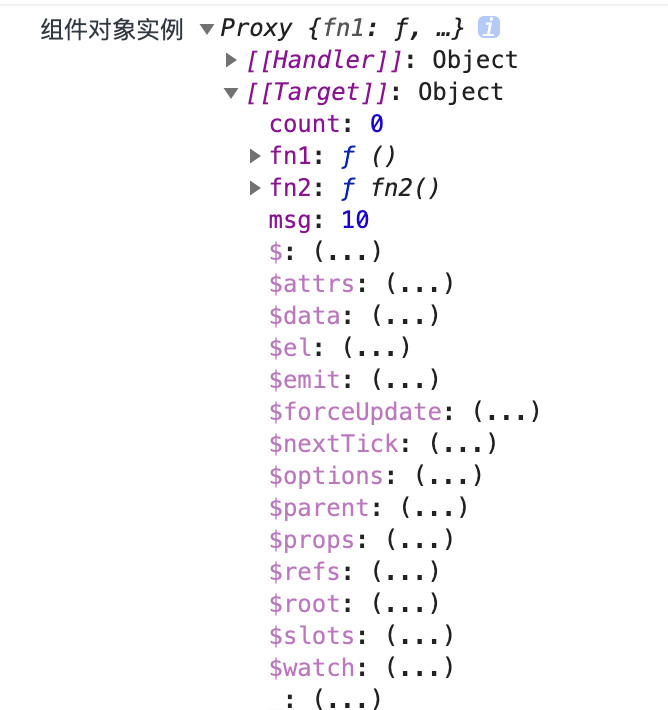 组件对象实例 ▼Proxy {fn1: ƒ, …} i
▶[[Handler]]: Object
▼[[Target]]: Object
count: 0
▶fn1: ƒ ()
▶fn2: ƒ fn2()
msg: 10
$: (...)
$attrs: (...)
$data: (...)
$el: (...)
$emit: (...)
$forceUpdate: (...)
$nextTick: (...)
$options: (...)
$parent: (...)
$props: (...)
$refs: (...)
$root: (...)
$slots: (...)
$watch: (...)
_: (...)